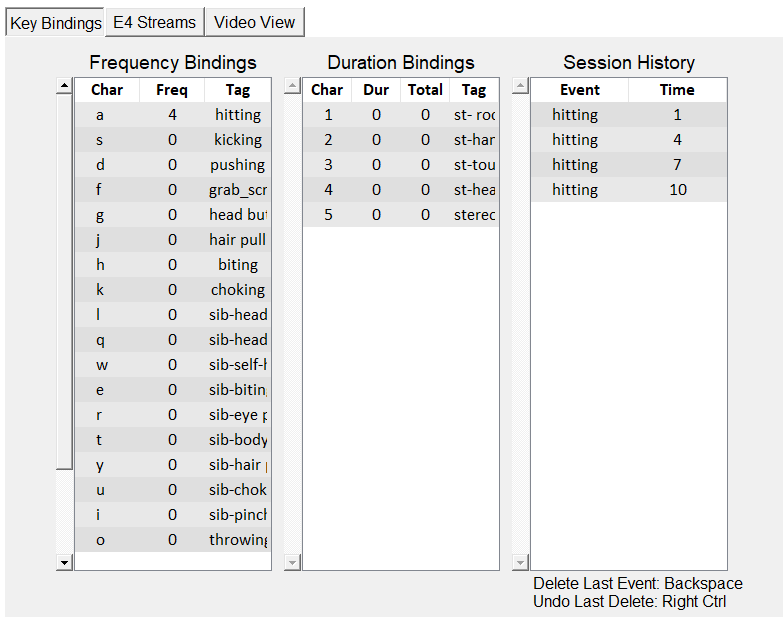 Key Bindings E4 Streams Video View
Frequency Bindings
Char Freq Tag
a 4 hitting
s 0 kicking
d 0 pushing
f 0 grab_scr
g 0 head but
j 0 hair pull
h 0 biting
k 0 choking
l 0 sib-head
q 0 sib-head
w 0 sib-self-h
e 0 sib-biting
r 0 sib-eye p
t 0 sib-body
y 0 sib-hair p
u 0 sib-chok
i 0 sib-pinch
o 0 throwing
Duration Bindings
Char Dur Total Tag
1 0 0 st- roc
2 0 0 st-har
3 0 0 st-tou
4 0 0 st-hea
5 0 0 stereo
Session History
Event Time
hitting 1
hitting 4
hitting 7
hitting 10
Delete Last Event: Backspace
Undo Last Delete: Right Ctrl